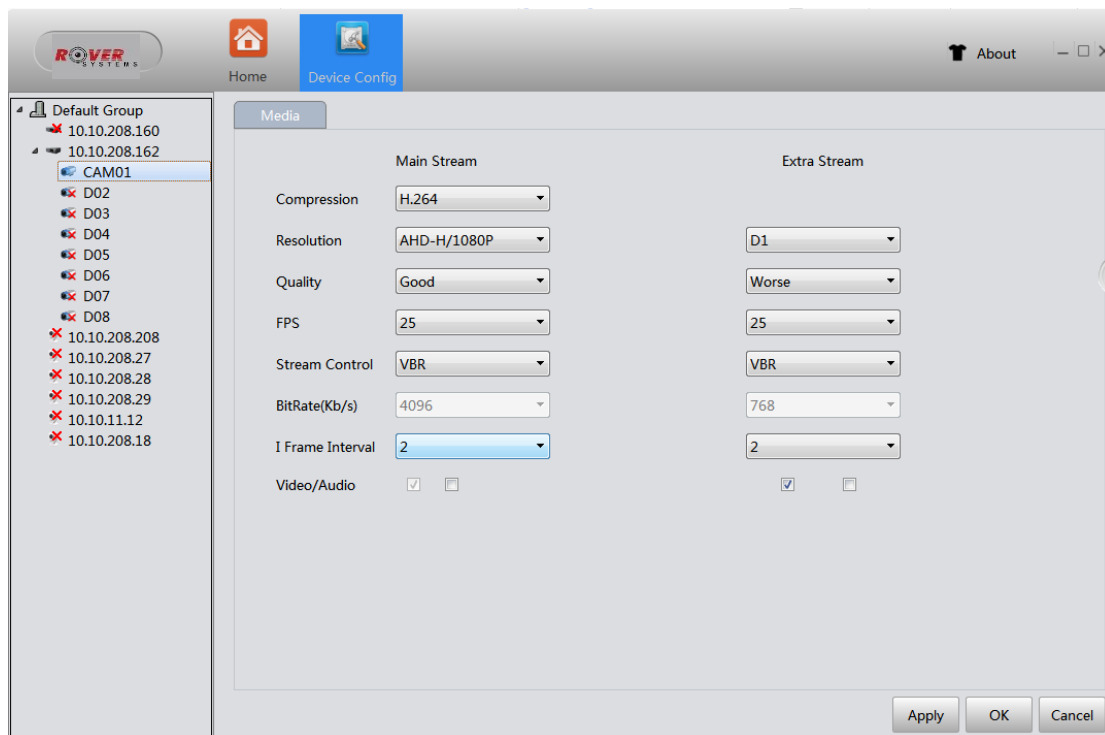 ROVER
SYSTEMS
Home
Device Config
About
Default Group
10.10.208.160
10.10.208.162
CAM01
D02
D03
D04
D05
D06
D07
D08
10.10.208.208
10.10.208.27
10.10.208.28
10.10.208.29
10.10.11.12
10.10.208.18
Media
Main Stream Extra Stream
Compression H.264
Resolution AHD-H/1080P D1
Quality Good Worse
FPS 25 25
Stream Control VBR VBR
BitRate(Kb/s) 4096 768
I Frame Interval 2 2
Video/Audio
Apply OK Cancel